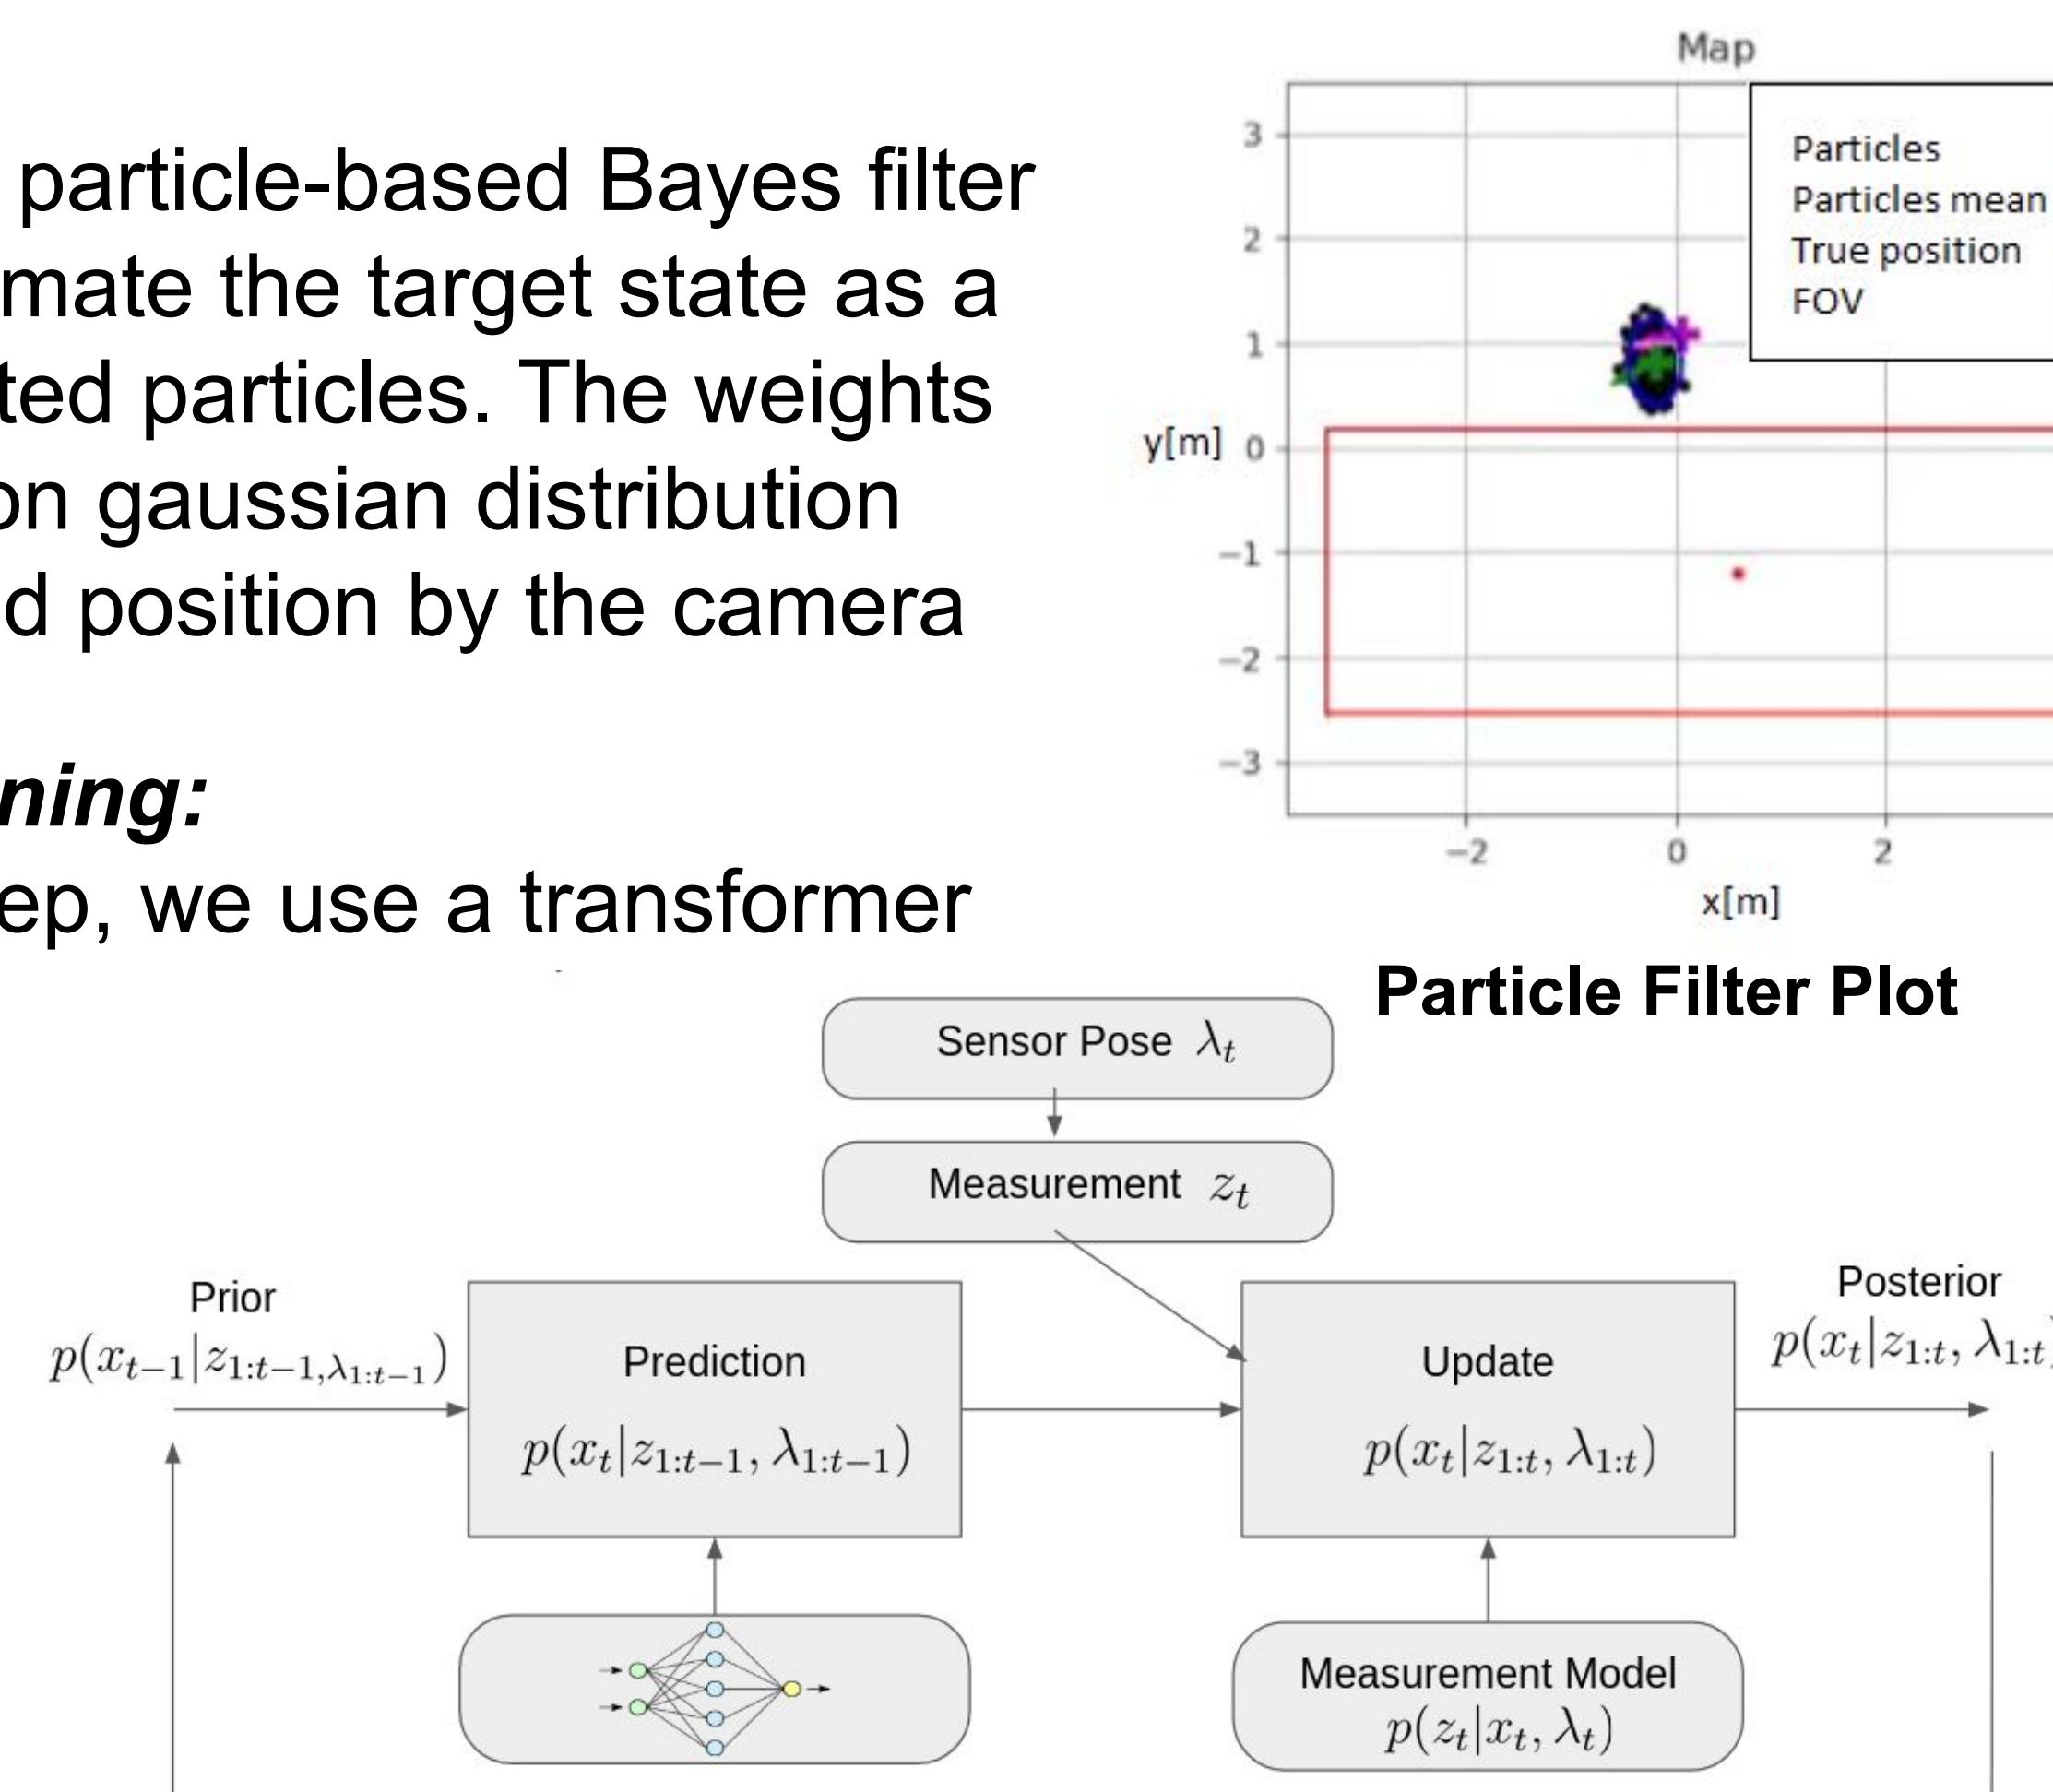 particle-based Bayes filter
mate the target state as a
ted particles. The weights
on gaussian distribution
d position by the camera
ning:
ep, we use a transformer
Map
3
2
1
y[m] 0
−1
−2
−3
−2 0 2
x[m]
Particles
Particles mean
True position
FOV
Particle Filter Plot
Sensor Pose λ_t
Measurement z_t
Prior
p(x_{t−1}|z_{1:t−1,λ_{1:t−1}})
Prediction
p(x_t|z_{1:t−1}, λ_{1:t−1})
Update
p(x_t|z_{1:t}, λ_{1:t})
Posterior
p(x_t|z_{1:t}, λ_{1:t})
Measurement Model
p(z_t|x_t, λ_t)